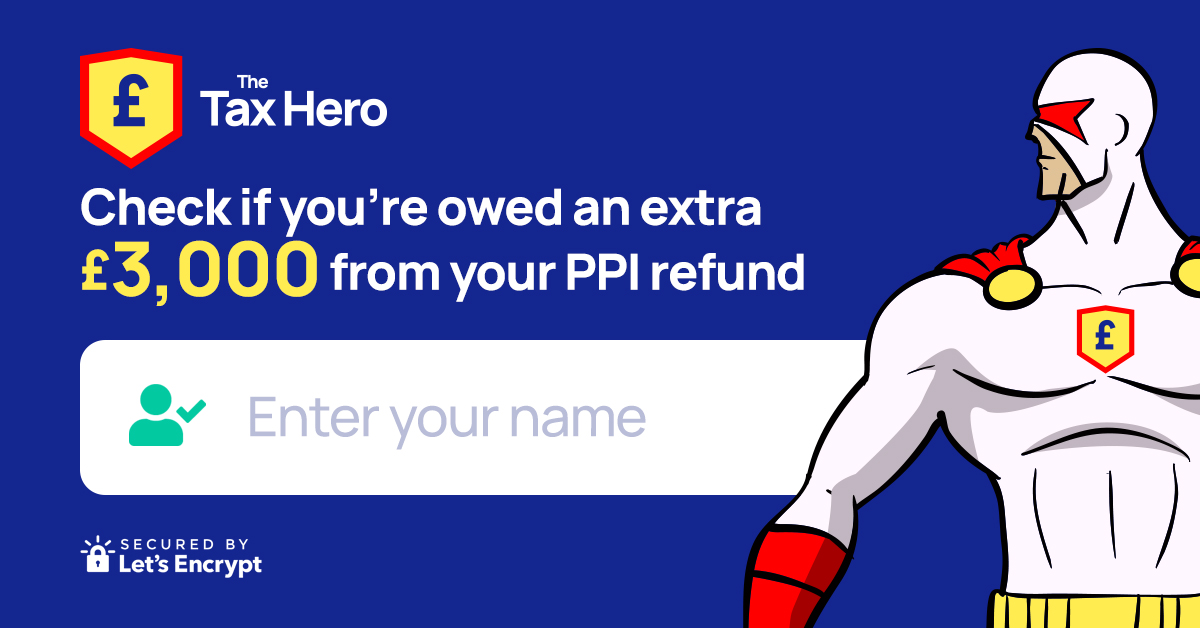 £
The
Tax Hero
Check if you're owed an extra
£3,000 from your PPI refund
£
Enter your name
SECURED BY
Let's Encrypt